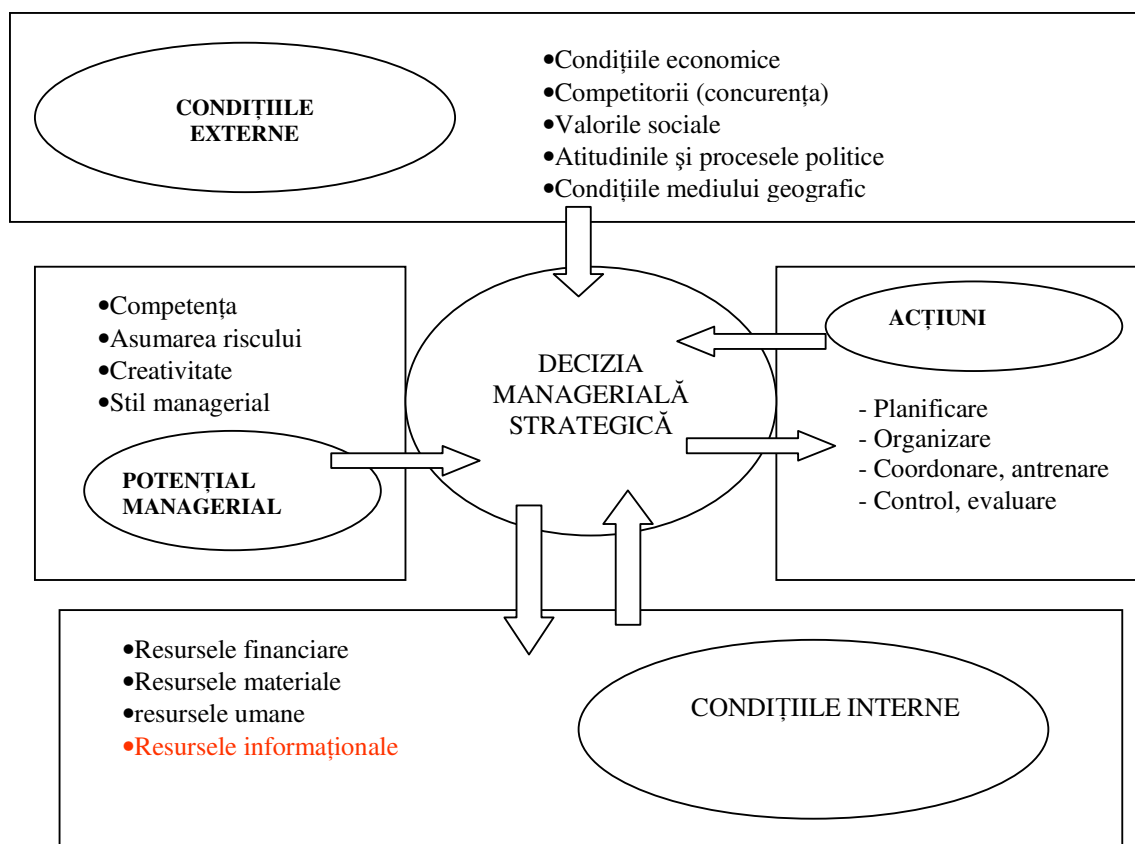 CONDIȚIILE
EXTERNE
•Condițiile economice
•Competitorii (concurența)
•Valorile sociale
•Atitudinile și procesele politice
•Condițiile mediului geografic
•Competența
•Asumarea riscului
•Creativitate
•Stil managerial
POTENȚIAL
MANAGERIAL
DECIZIA
MANAGERIALĂ
STRATEGICĂ
ACȚIUNI
- Planificare
- Organizare
- Coordonare, antrenare
- Control, evaluare
•Resursele financiare
•Resursele materiale
•resursele umane
•Resursele informaționale
CONDIȚIILE INTERNE